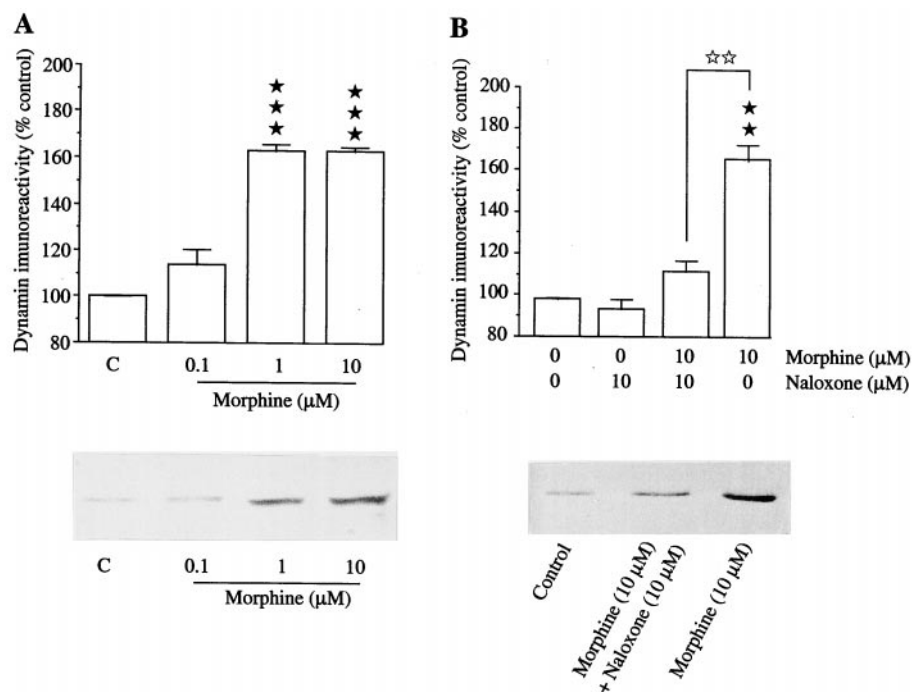 A
Dynamin imunoreactivity (% control)
200
180
160
140
120
100
80
★★★
★★★
C 0.1 1 10
Morphine (μM)
C 0.1 1 10
Morphine (μM)
B
Dynamin imunoreactivity (% control)
200
180
160
140
120
100
80
☆☆
★★
0 0 10 10 Morphine (μM)
0 10 10 0 Naloxone (μM)
Control
Morphine (10 μM)
+ Naloxone (10 μM)
Morphine (10 μM)